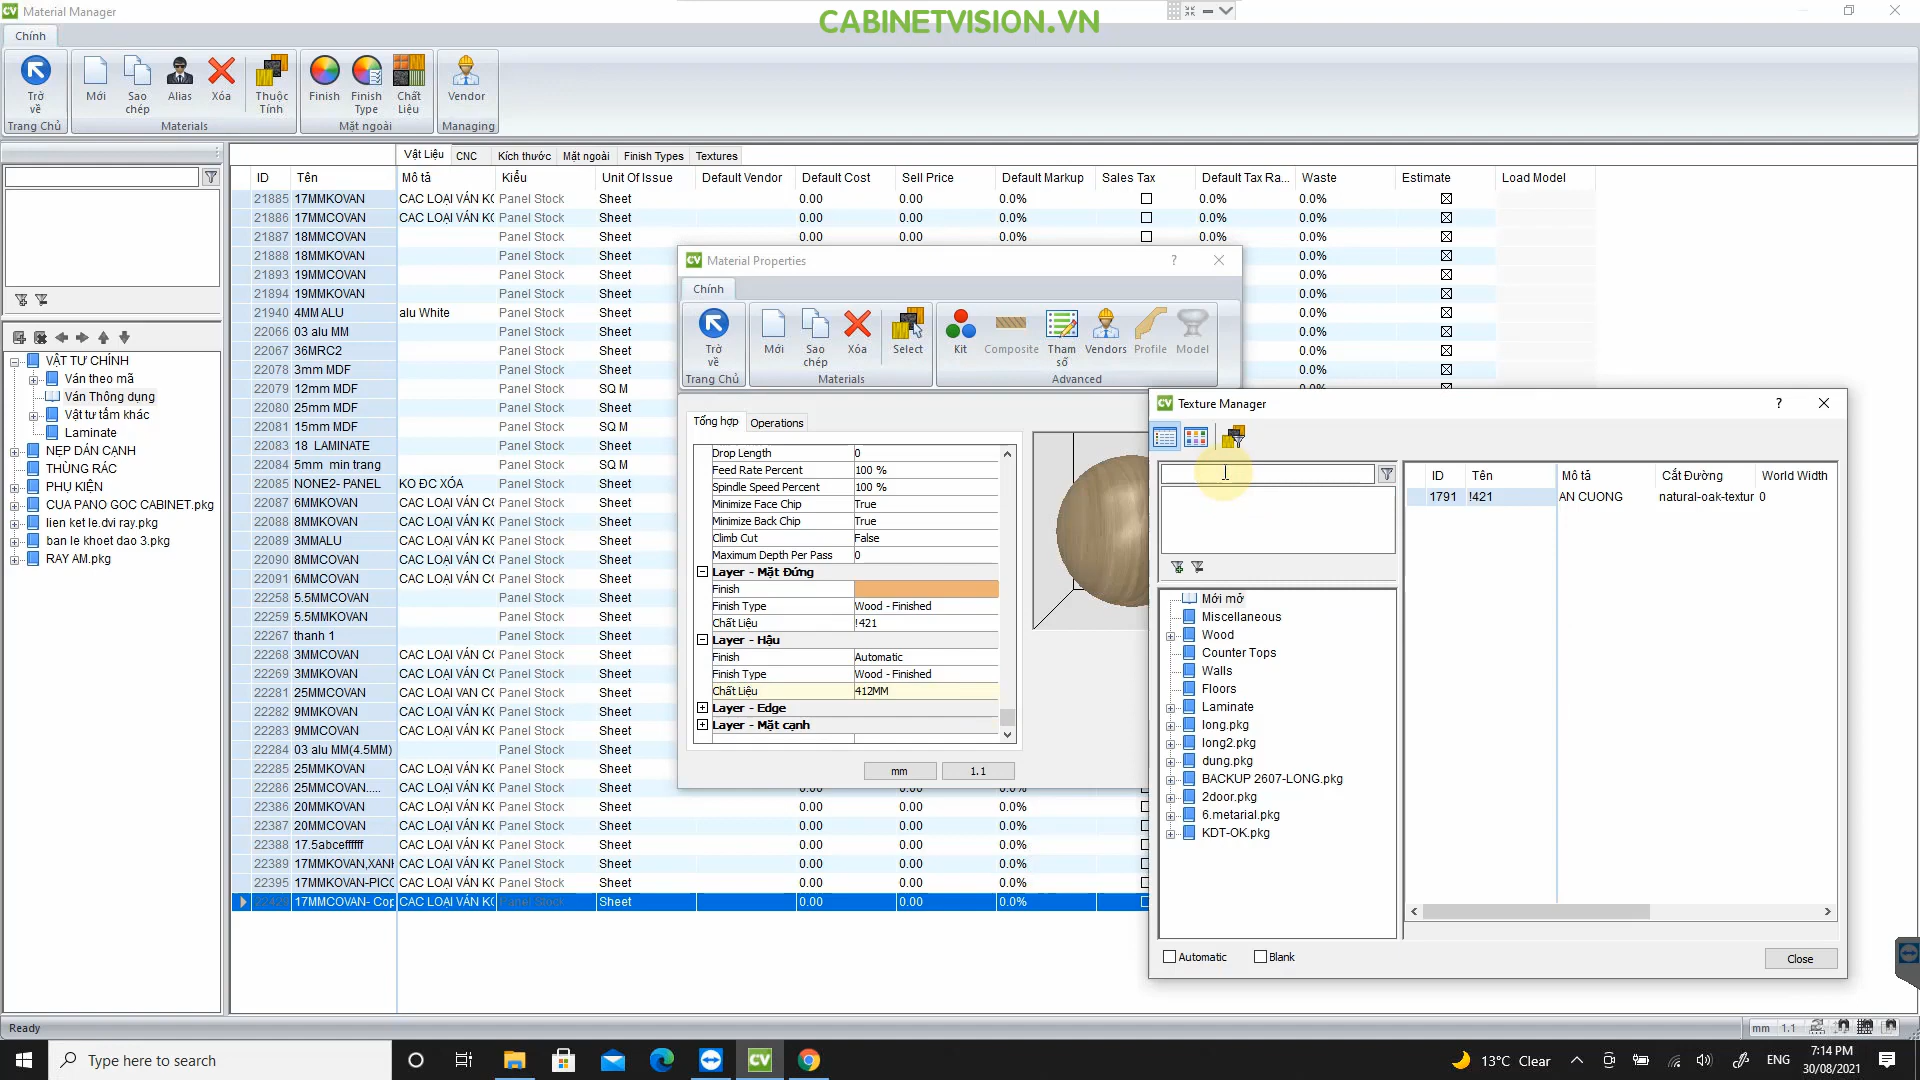 Material Manager
CABINETVISION.VN
Chính
Trở về
Mới
Sao chép
Alias
Xóa
Thuộc Tính
Finish
Finish Type
Chất Liệu
Vendor
Trang Chủ
Materials
Mặt ngoài
Managing
Vật Liệu CNC Kích thước Mặt ngoài Finish Types Textures
ID Tên Mô tả Kiểu Unit Of Issue Default Vendor Default Cost Sell Price Default Markup Sales Tax Default Tax Ra... Waste Estimate Load Model
21885 17MMKOVAN CAC LOẠI VÁN KC Panel Stock Sheet 0.00 0.00 0.0% 0.0% 0.0%
21886 17MMCOVAN CAC LOẠI VÁN KC Panel Stock Sheet 0.00 0.00 0.0% 0.0% 0.0%
21887 18MMCOVAN Panel Stock Sheet 0.00 0.00 0.0% 0.0% 0.0%
21888 18MMKOVAN Panel Stock Sheet 0.0%
21893 19MMCOVAN Panel Stock Sheet 0.0%
21894 19MMKOVAN Panel Stock Sheet 0.0%
21940 4MM ALU alu White Panel Stock Sheet 0.0%
22066 03 alu MM Panel Stock Sheet 0.0%
22067 36MRC2 Panel Stock Sheet 0.0%
22078 3mm MDF Panel Stock Sheet 0.0%
22079 12mm MDF Panel Stock SQ M
22080 25mm MDF Panel Stock SQ M
22081 15mm MDF Panel Stock SQ M
22083 18 LAMINATE Panel Stock SQ M
22084 5mm min trang Panel Stock SQ M
22085 NONE2- PANEL KO ĐC XÓA Panel Stock Sheet
22087 6MMKOVAN CAC LOẠI VÁN CC Panel Stock Sheet
22088 8MMKOVAN CAC LOẠI VÁN KC Panel Stock Sheet
22089 3MMALU CAC LOẠI VÁN KC Panel Stock Sheet
22090 8MMCOVAN CAC LOẠI VÁN KC Panel Stock Sheet
22091 6MMCOVAN CAC LOẠI VÁN CC Panel Stock Sheet
22258 5.5MMCOVAN Panel Stock Sheet
22259 5.5MMKOVAN Panel Stock Sheet
22267 thanh 1 Panel Stock Sheet
22268 3MMCOVAN CAC LOẠI VÁN CC Panel Stock Sheet
22269 3MMKOVAN CAC LOẠI VÁN KC Panel Stock Sheet
22281 25MMCOVAN CAC LOẠI VAN CC Panel Stock Sheet
22282 9MMKOVAN CAC LOẠI VÁN KC Panel Stock Sheet
22283 9MMCOVAN CAC LOẠI VÁN KC Panel Stock Sheet
22284 03 alu MM(4.5MM) Panel Stock Sheet
22285 25MMKOVAN CAC LOẠI VÁN KC Panel Stock Sheet
22286 25MMCOVAN..... CAC LOẠI VÁN KC Panel Stock Sheet 0.00 0.00 0.0%
22386 20MMKOVAN CAC LOẠI VÁN KC Panel Stock Sheet 0.00 0.00 0.0%
22387 20MMCOVAN CAC LOẠI VÁN KC Panel Stock Sheet 0.00 0.00 0.0%
22388 17.5abceffffff CAC LOẠI VÁN KC Panel Stock Sheet 0.00 0.00 0.0%
22389 17MMKOVAN,XANH CAC LOẠI VÁN KC Panel Stock Sheet 0.00 0.00 0.0%
22395 17MMKOVAN-PICC CAC LOẠI VÁN KC Panel Stock Sheet 0.00 0.00 0.0%
17MMCOVAN- Cop CAC LOẠI VÁN KC Panel Stock Sheet 0.00 0.00 0.0%
VẬT TƯ CHÍNH
Ván theo mã
Ván Thông dụng
Vật tư tấm khác
Laminate
NẸP DÁN CẠNH
THÙNG RÁC
PHỤ KIỆN
CUA PANO GOC CABINET.pkg
lien ket le.dvi ray.pkg
ban le khoet dao 3.pkg
RAY AM.pkg
Material Properties
?
Chính
Trở về
Mới
Sao chép
Xóa
Select
Kit
Composite
Tham số
Vendors
Profile
Model
Trang Chủ
Materials
Advanced
Tổng hợp Operations
Drop Length 0
Feed Rate Percent 100 %
Spindle Speed Percent 100 %
Minimize Face Chip True
Minimize Back Chip True
Climb Cut False
Maximum Depth Per Pass 0
Layer - Mặt Đứng
Finish
Finish Type Wood - Finished
Chất Liệu !421
Layer - Hậu
Finish Automatic
Finish Type Wood - Finished
Chất Liệu 412MM
Layer - Edge
Layer - Mặt cạnh
mm 1.1
Texture Manager
?
ID Tên Mô tả Cắt Đường World Width
1791 !421 AN CUONG natural-oak-textur 0
Mới mở
Miscellaneous
Wood
Counter Tops
Walls
Floors
Laminate
long.pkg
long2.pkg
dung.pkg
BACKUP 2607-LONG.pkg
2door.pkg
6.metarial.pkg
KDT-OK.pkg
Automatic Blank
Close
Ready
mm 1.1
Type here to search
13°C Clear
ENG
7:14 PM
30/08/2021